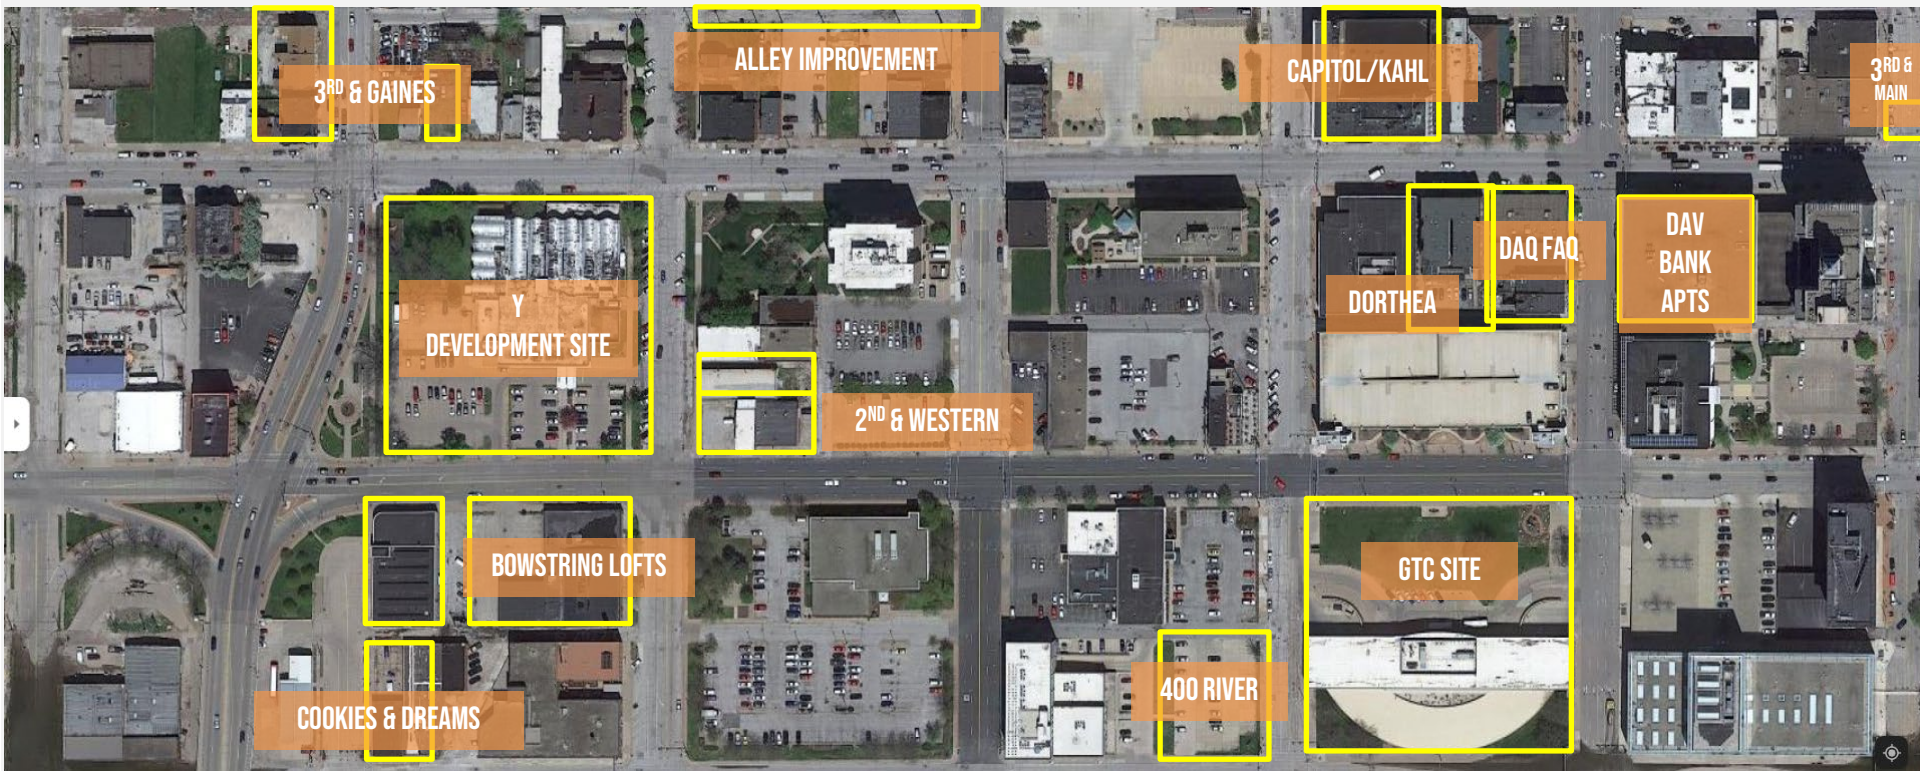 ALLEY IMPROVEMENT
3RD & GAINES
CAPITOL/KAHL
3RD &
MAIN
DAQ FAQ
DAV
BANK
APTS
DORTHEA
Y
DEVELOPMENT SITE
2ND & WESTERN
BOWSTRING LOFTS
GTC SITE
400 RIVER
COOKIES & DREAMS